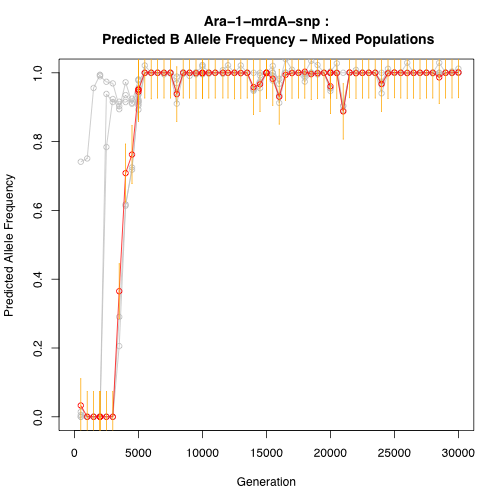 Ara−1−mrdA−snp :
Predicted B Allele Frequency − Mixed Populations
Predicted Allele Frequency
1.0
0.8
0.6
0.4
0.2
0.0
0 5000 10000 15000 20000 25000 30000
Generation